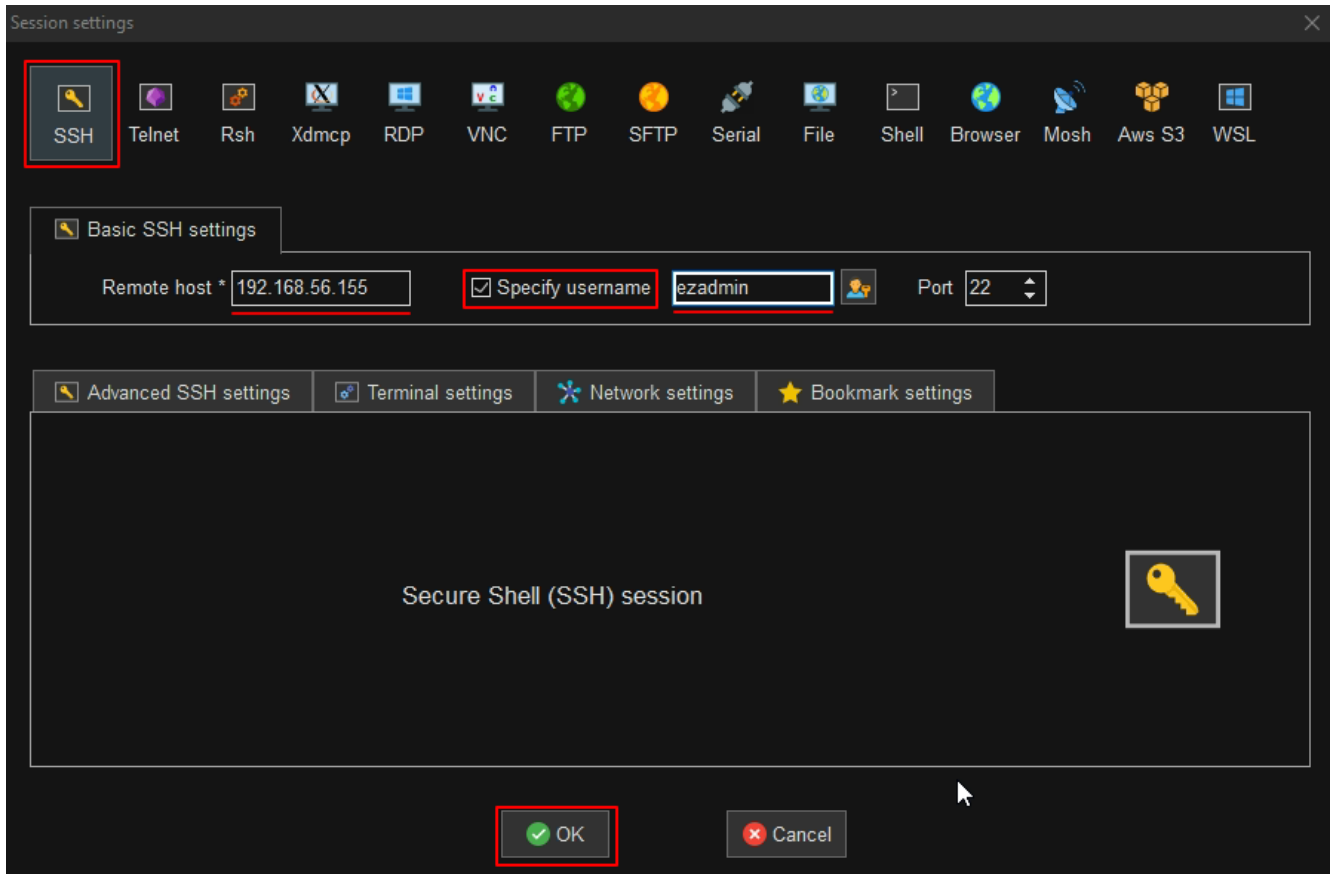 Session settings
SSH Telnet Rsh Xdmcp RDP VNC FTP SFTP Serial File Shell Browser Mosh Aws S3 WSL
Basic SSH settings
Remote host * 192.168.56.155 Specify username ezadmin Port 22
Advanced SSH settings Terminal settings Network settings Bookmark settings
Secure Shell (SSH) session
OK Cancel